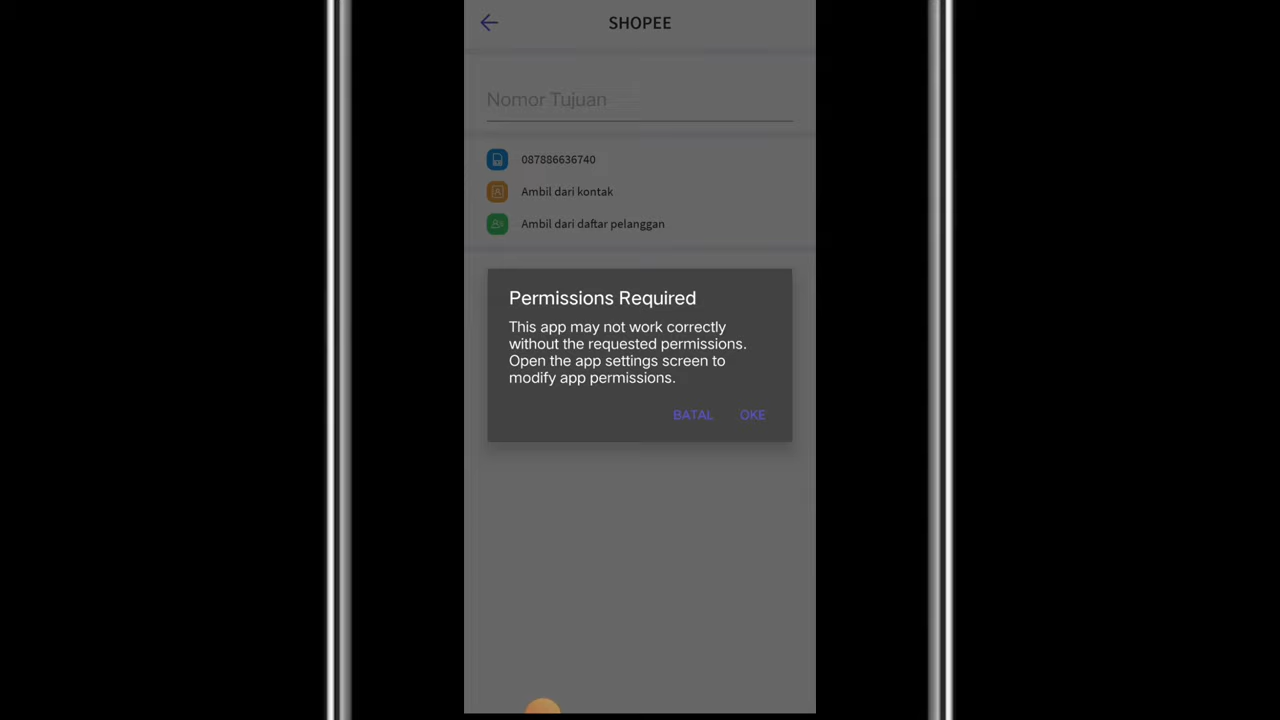 SHOPEE
Nomor Tujuan
087886636740
Ambil dari kontak
Ambil dari daftar pelanggan
Permissions Required
This app may not work correctly
without the requested permissions.
Open the app settings screen to
modify app permissions.
BATAL OKE